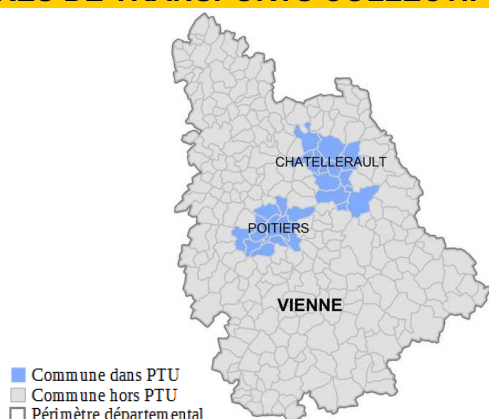 CHATELLERAULT
POITIERS
VIENNE
Commune dans PTU
Commune hors PTU
Périmètre départemental